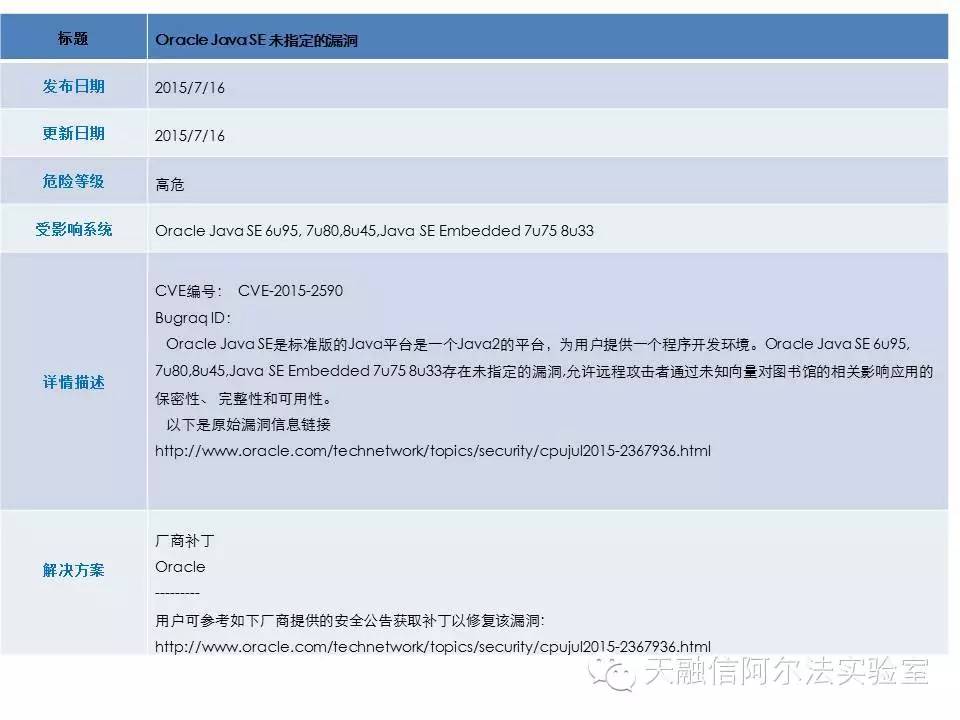 标题 Oracle Java SE 未指定的漏洞
发布日期 2015/7/16
更新日期 2015/7/16
危险等级 高危
受影响系统 Oracle Java SE 6u95, 7u80,8u45,Java SE Embedded 7u75 8u33
详情描述
CVE编号： CVE-2015-2590
Bugraq ID：
Oracle Java SE是标准版的Java平台是一个Java2的平台，为用户提供一个程序开发环境。Oracle Java SE 6u95,
7u80,8u45,Java SE Embedded 7u75 8u33存在未指定的漏洞,允许远程攻击者通过未知向量对图书馆的相关影响应用的
保密性、 完整性和可用性。
以下是原始漏洞信息链接
http://www.oracle.com/technetwork/topics/security/cpujul2015-2367936.html
解决方案
厂商补丁
Oracle
---------
用户可参考如下厂商提供的安全公告获取补丁以修复该漏洞：
http://www.oracle.com/technetwork/topics/security/cpujul2015-2367936.html
天融信阿尔法实验室